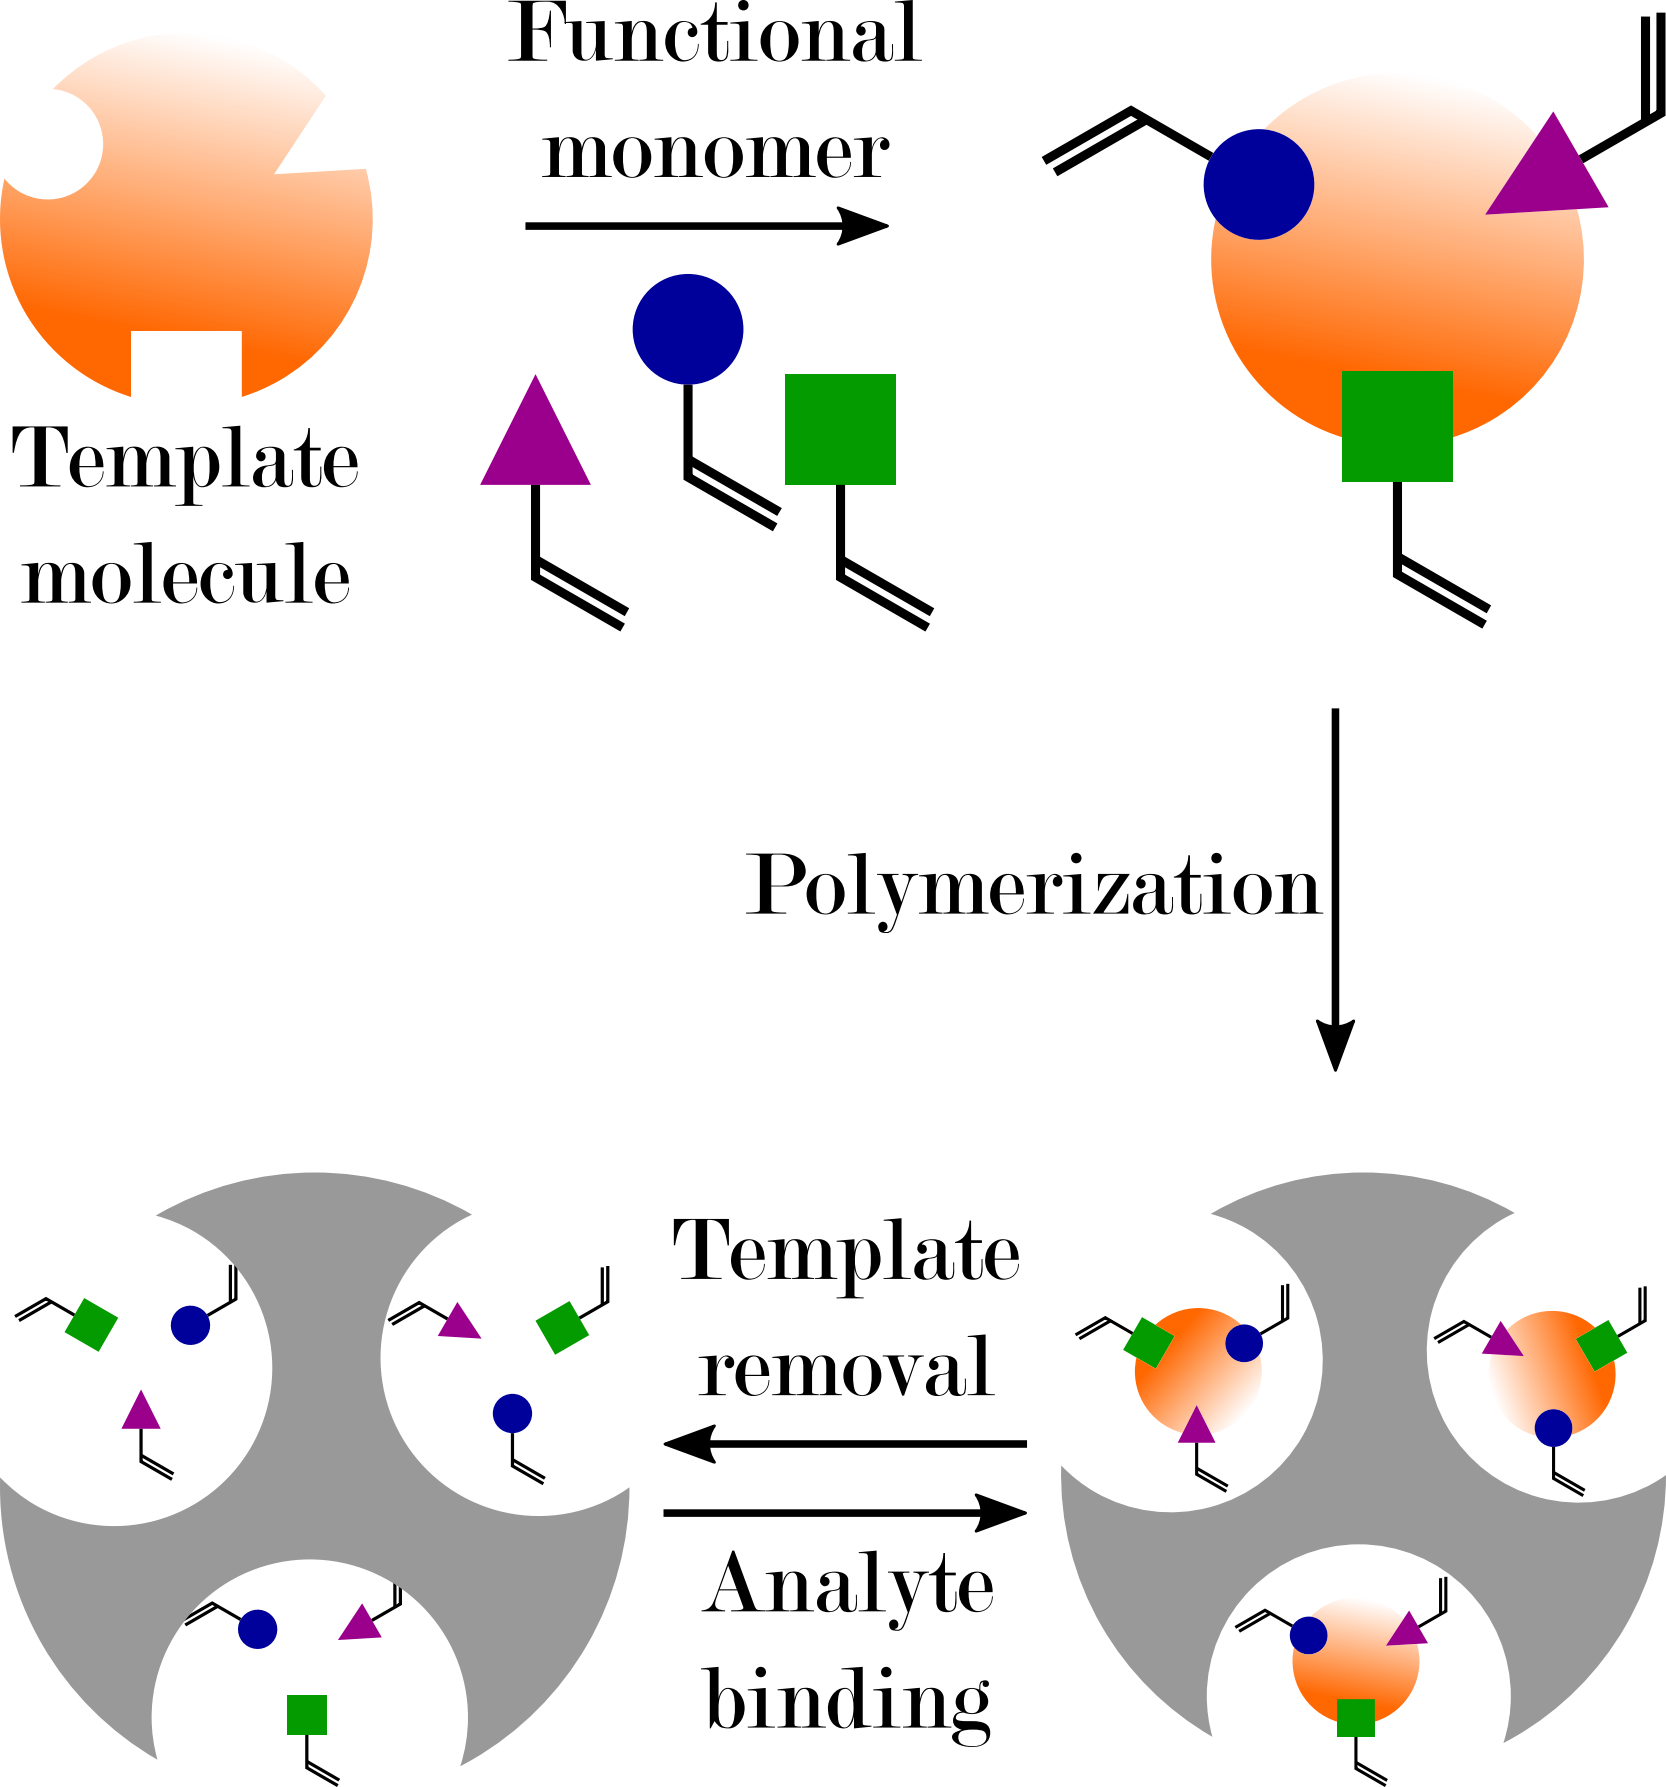 Functional
monomer
Template
molecule
Polymerization
Template
removal
Analyte
binding